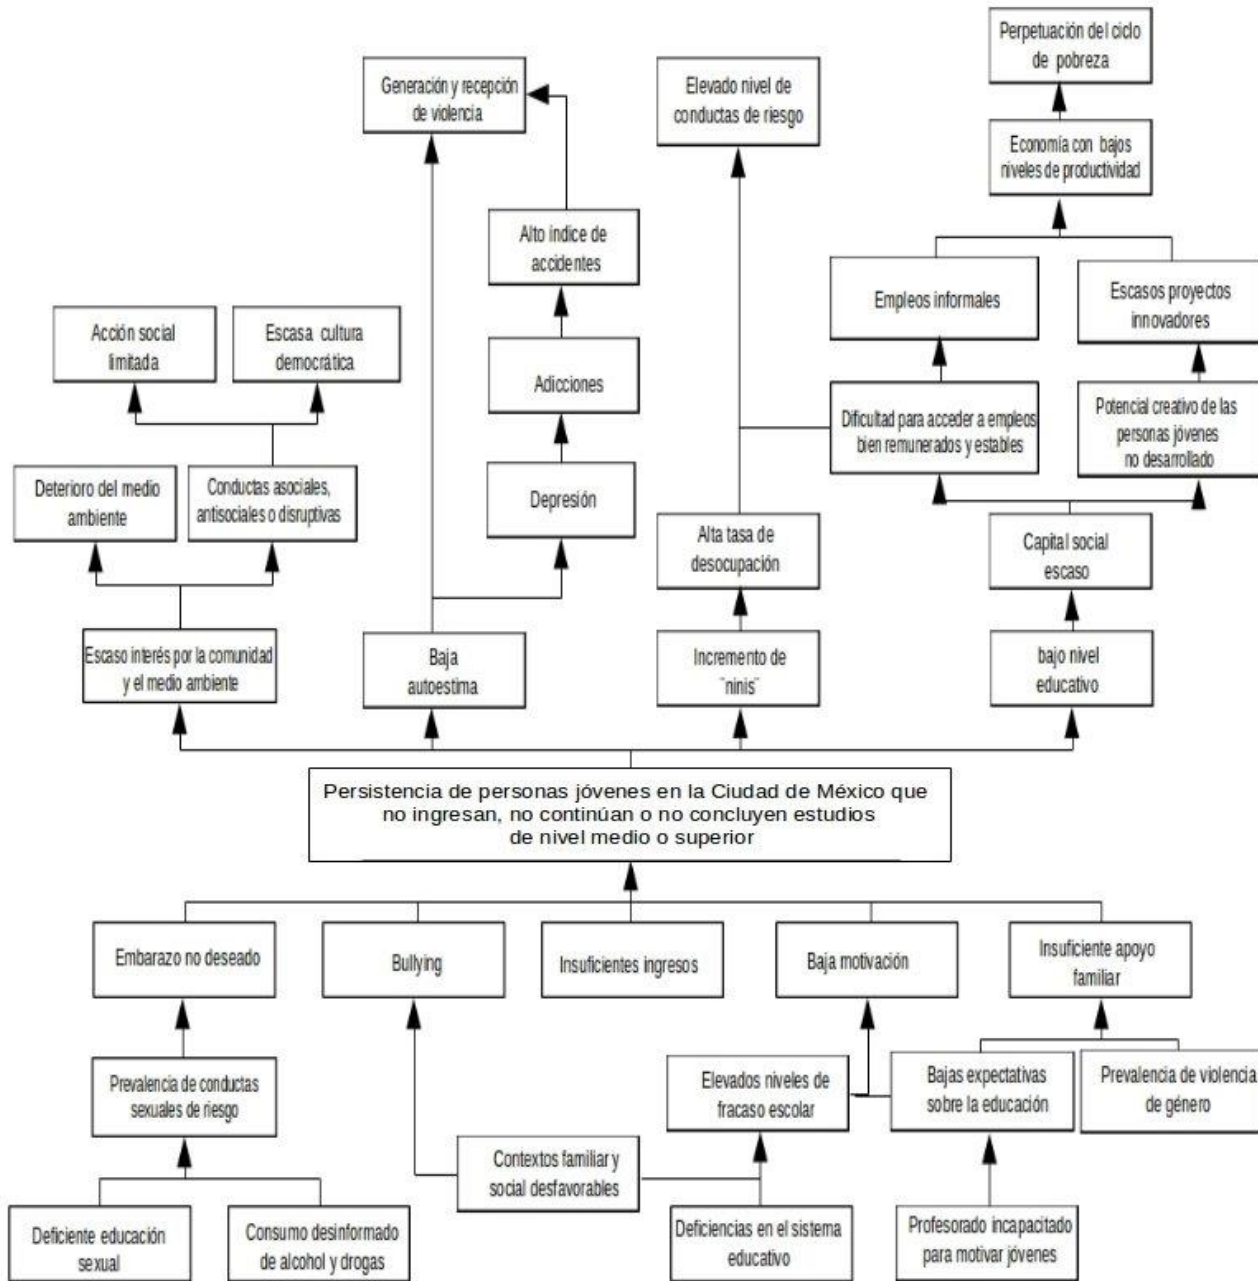 Perpetuación del ciclo
de pobreza
Generación y recepción
de violencia
Elevado nivel de
conductas de riesgo
Economía con bajos
niveles de productividad
Alto índice de
accidentes
Empleos informales
Escasos proyectos
innovadores
Acción social
limitada
Escasa cultura
democrática
Adicciones
Dificultad para acceder a empleos
bien remunerados y estables
Potencial creativo de las
personas jóvenes
no desarrollado
Deterioro del medio
ambiente
Conductas asociales,
antisociales o disruptivas
Depresión
Alta tasa de
desocupación
Capital social
escaso
Escaso interés por la comunidad
y el medio ambiente
Baja
autoestima
Incremento de
¨ninis¨
bajo nivel
educativo
Persistencia de personas jóvenes en la Ciudad de México que
no ingresan, no continúan o no concluyen estudios
de nivel medio o superior
Embarazo no deseado
Bullying
Insuficientes ingresos
Baja motivación
Insuficiente apoyo
familiar
Prevalencia de conductas
sexuales de riesgo
Elevados niveles de
fracaso escolar
Bajas expectativas
sobre la educación
Prevalencia de violencia
de género
Contextos familiar y
social desfavorables
Deficiente educación
sexual
Consumo desinformado
de alcohol y drogas
Deficiencias en el sistema
educativo
Profesorado incapacitado
para motivar jóvenes